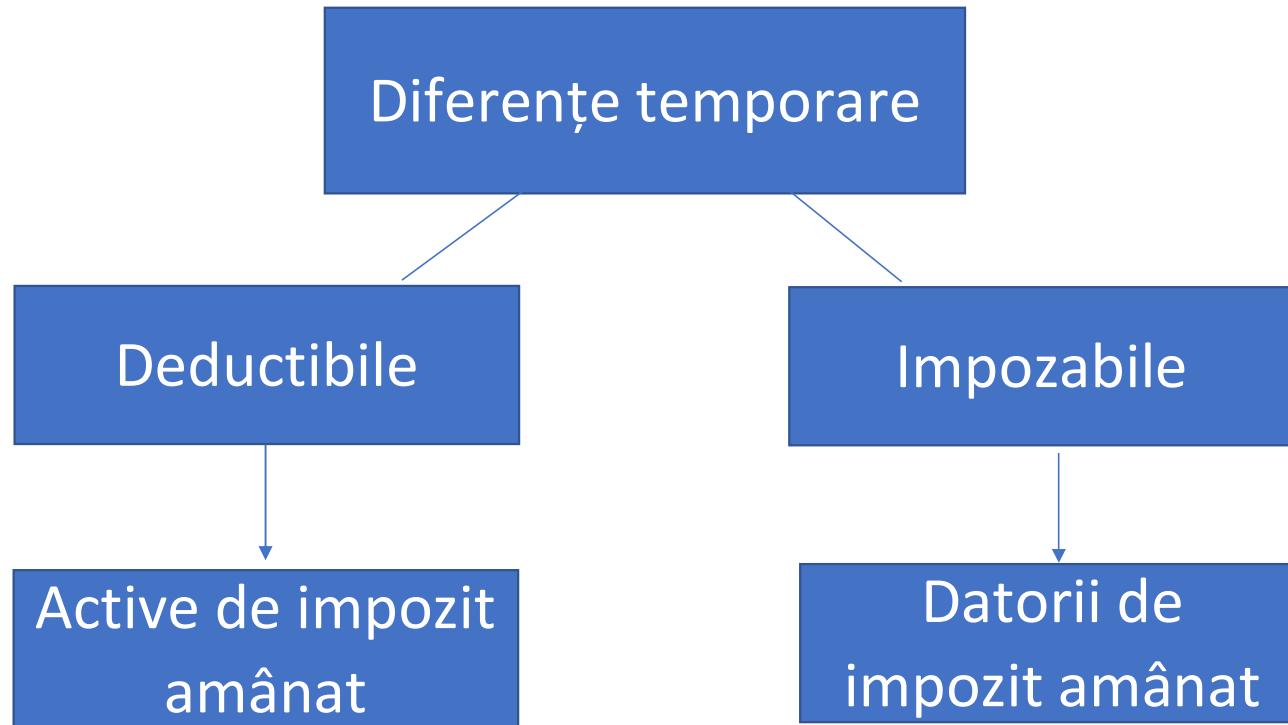 Diferențe temporare
Deductibile
Impozabile
Active de impozit
amânat
Datorii de
impozit amânat